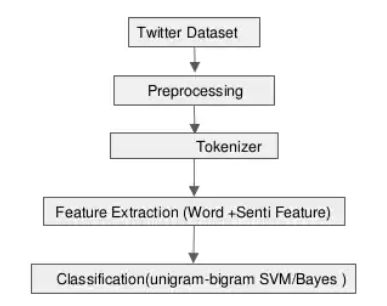 Twitter Dataset
Preprocessing
Tokenizer
Feature Extraction (Word +Senti Feature)
Classification(unigram-bigram SVM/Bayes )